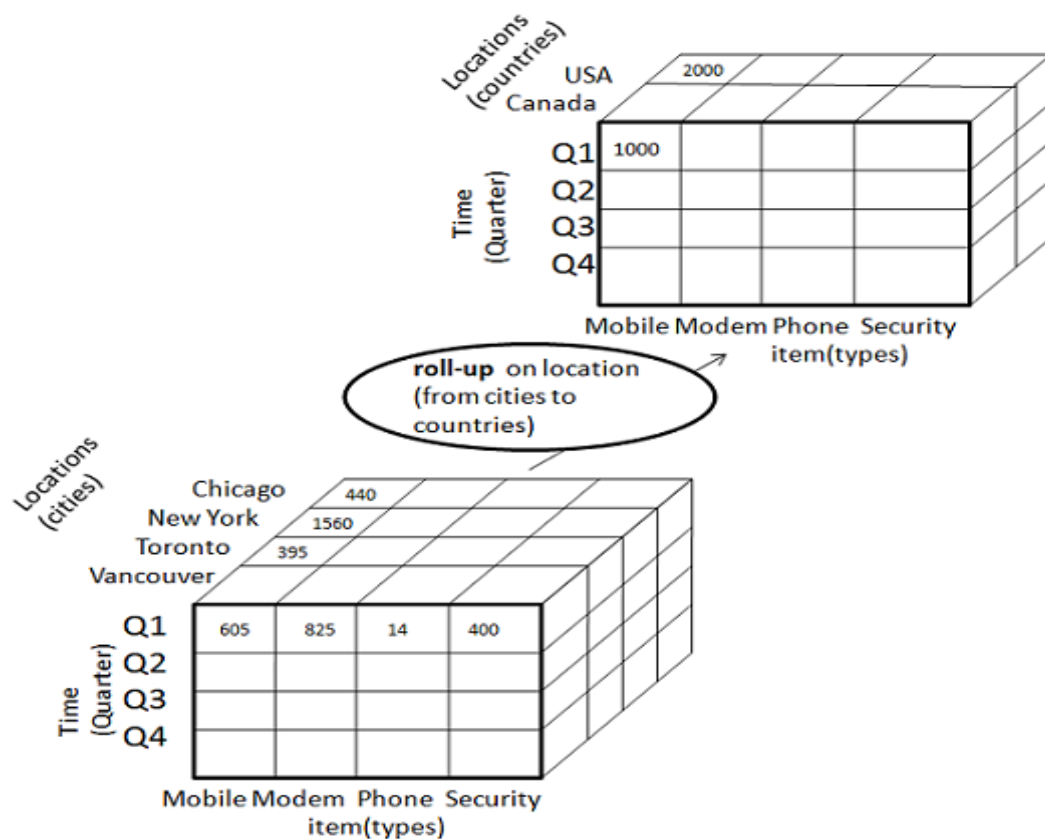 Locations
(countries)
USA
2000
Canada
Q1
1000
Q2
Q3
Q4
Time
(Quarter)
Mobile Modem Phone Security
item(types)
roll-up on location
(from cities to
countries)
Locations
(cities)
Chicago
440
New York
1560
Toronto
395
Vancouver
Q1
605 825 14 400
Q2
Q3
Q4
Time
(Quarter)
Mobile Modem Phone Security
item(types)